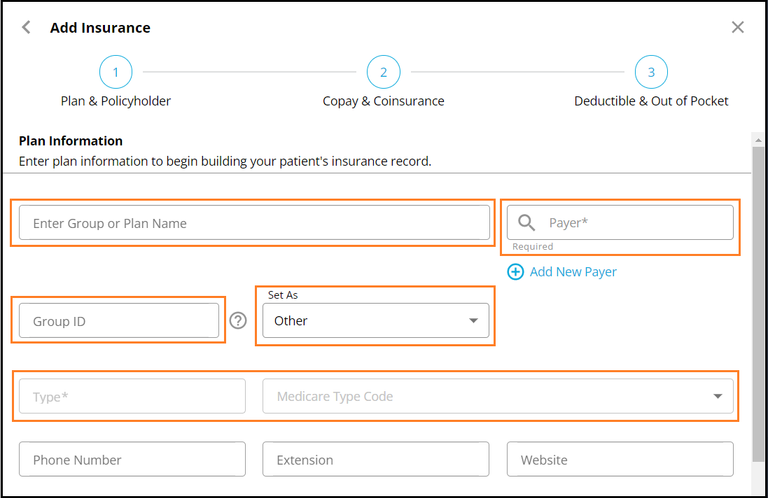 Add Insurance
1
2
3
Plan & Policyholder
Copay & Coinsurance
Deductible & Out of Pocket
Plan Information
Enter plan information to begin building your patient's insurance record.
Enter Group or Plan Name
Payer*
Required
Add New Payer
Set As
Group ID
?
Other
Type*
Medicare Type Code
Phone Number
Extension
Website